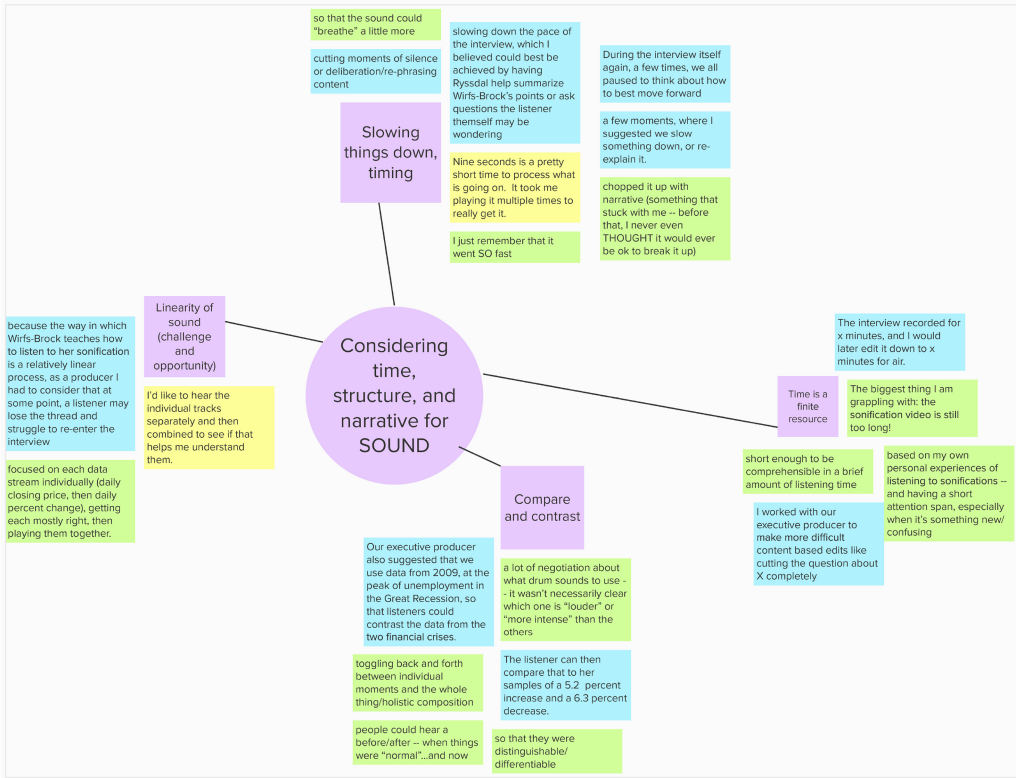 so that the sound could
“breathe” a little more
cutting moments of silence
or deliberation/re-phrasing
content
Slowing
things down,
timing
slowing down the pace of
the interview, which I
believed could best be
achieved by having
Ryssdal help summarize
Wirfs-Brock’s points or ask
questions the listener
themself may be
wondering
Nine seconds is a pretty
short time to process what
is going on. It took me
playing it multiple times to
really get it.
I just remember that it
went SO fast
During the interview itself
again, a few times, we all
paused to think about how
to best move forward
a few moments, where I
suggested we slow
something down, or re-
explain it.
chopped it up with
narrative (something that
stuck with me -- before
that, I never even
THOUGHT it would ever
be ok to break it up)
because the way in which
Wirfs-Brock teaches how
to listen to her sonification
is a relatively linear
process, as a producer I
had to consider that at
some point, a listener may
lose the thread and
struggle to re-enter the
interview
focused on each data
stream individually (daily
closing price, then daily
percent change), getting
each mostly right, then
playing them together.
Linearity of
sound
(challenge
and
opportunity)
I’d like to hear the
individual tracks
separately and then
combined to see if that
helps me understand
them.
Considering
time,
structure, and
narrative for
SOUND
The interview recorded for
x minutes, and I would
later edit it down to x
minutes for air.
Time is a
finite
resource
The biggest thing I am
grappling with: the
sonification video is still
too long!
short enough to be
comprehensible in a brief
amount of listening time
based on my own
personal experiences of
listening to sonifications --
and having a short
attention span, especially
when it’s something new/
confusing
I worked with our
executive producer to
make more difficult
content based edits like
cutting the question about
X completely
Compare
and contrast
Our executive producer
also suggested that we
use data from 2009, at the
peak of unemployment in
the Great Recession, so
that listeners could
contrast the data from the
two financial crises.
a lot of negotiation about
what drum sounds to use -
- it wasn’t necessarily clear
which one is “louder” or
“more intense” than the
others
toggling back and forth
between individual
moments and the whole
thing/holistic composition
The listener can then
compare that to her
samples of a 5.2 percent
increase and a 6.3 percent
decrease.
people could hear a
before/after -- when things
were “normal”...and now
so that they were
distinguishable/
differentiable